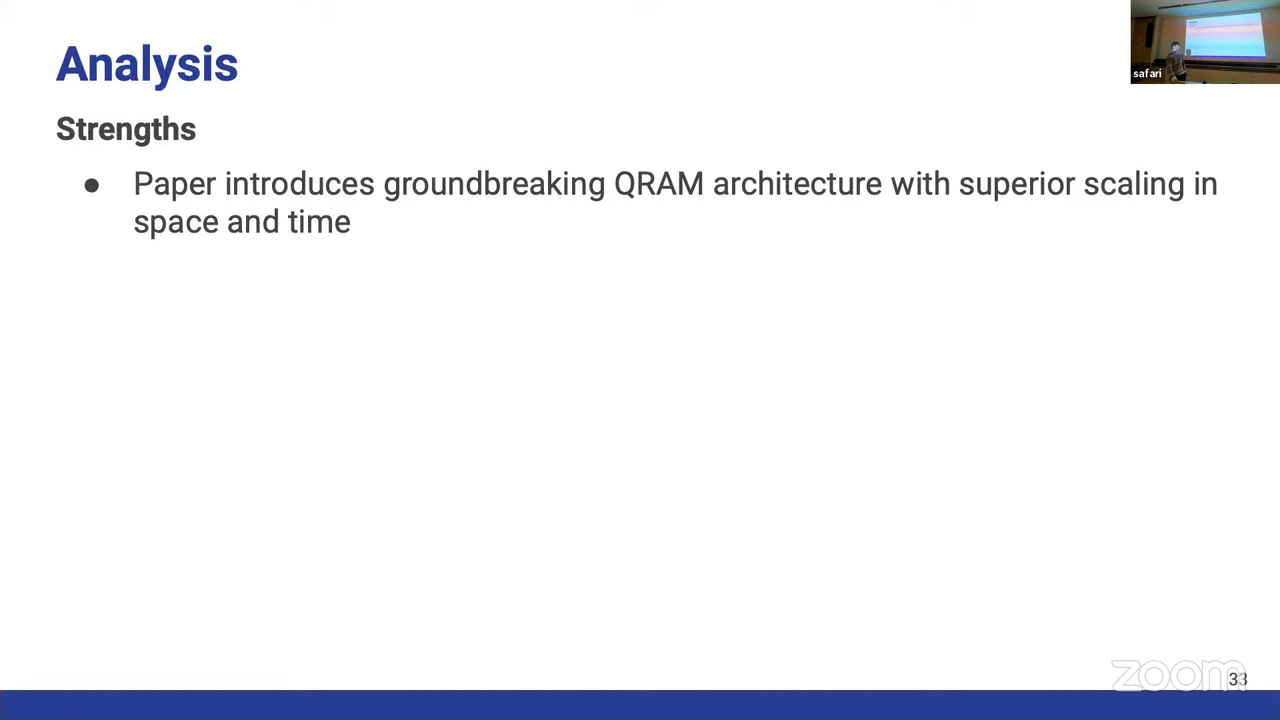 Analysis
safari
Strengths
● Paper introduces groundbreaking QRAM architecture with superior scaling in
space and time
zoom
33